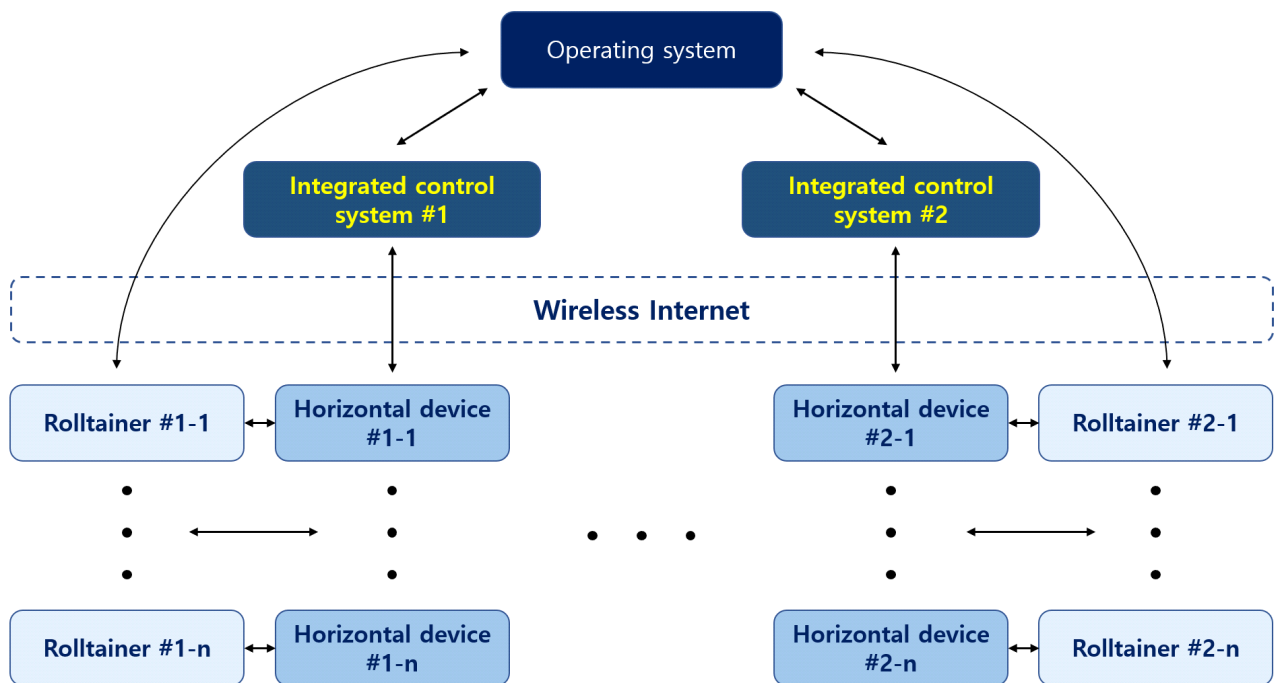 Operating system
Integrated control
system #1
Integrated control
system #2
Wireless Internet
Rolltainer #1-1
Horizontal device
#1-1
Horizontal device
#2-1
Rolltainer #2-1
Rolltainer #1-n
Horizontal device
#1-n
Horizontal device
#2-n
Rolltainer #2-n